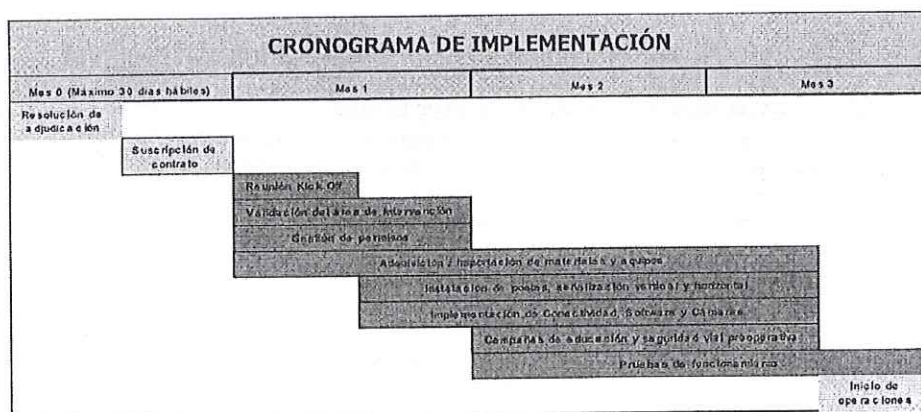 CRONOGRAMA DE IMPLEMENTACIÓN
Mes 0 (Máximo 30 días hábiles) Mes 1 Mes 2 Mes 3
Resolución de
adjudicación
Suscripción de
contrato
Reunión Kick Off
Validación del área de intervención
Gestión de permisos
Adquisición / importación de materiales y equipos
Instalación de postes, señalización vertical y horizontal
Implementación de Conectividad, Software y Cámaras
Campañas de educación y seguridad vial preoperativa
Pruebas de funcionamiento
Inicio de
operaciones